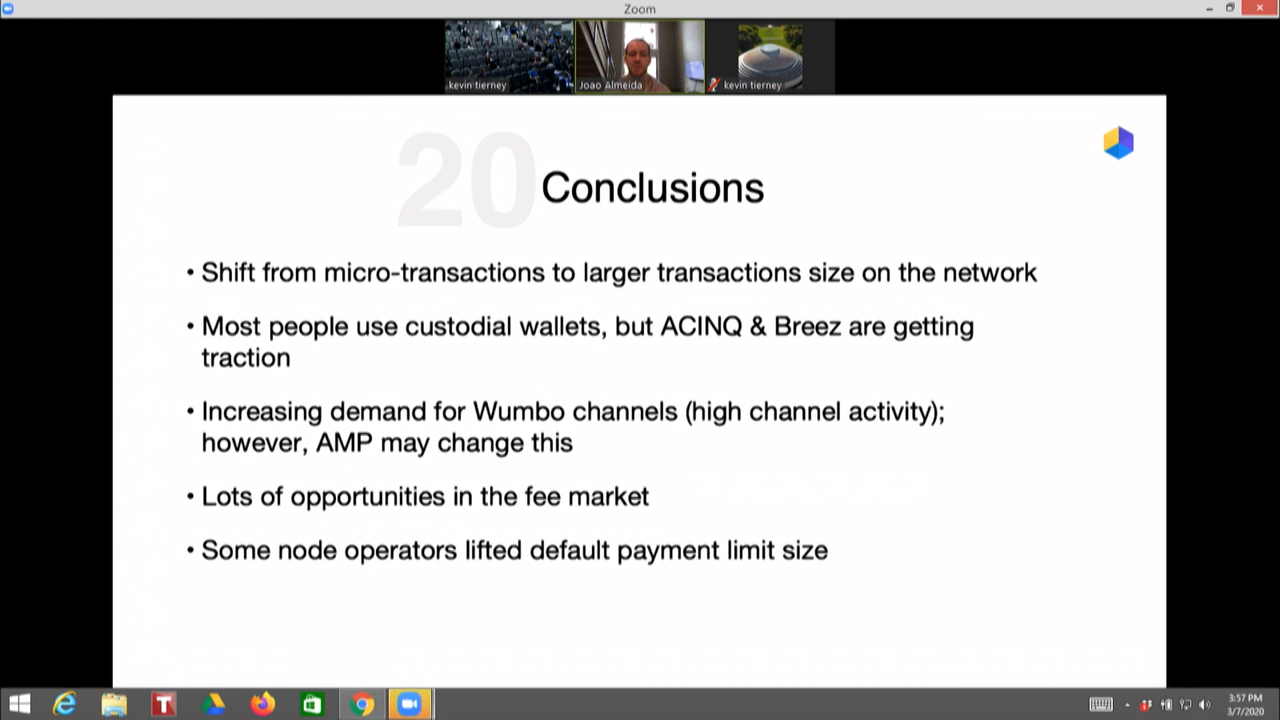 Zoom
kevin tierney
Joao Almeida
kevin tierney
20
Conclusions
• Shift from micro-transactions to larger transactions size on the network
• Most people use custodial wallets, but ACINQ & Breez are getting
traction
• Increasing demand for Wumbo channels (high channel activity);
however, AMP may change this
• Lots of opportunities in the fee market
• Some node operators lifted default payment limit size
T
3:57 PM
3/7/2020